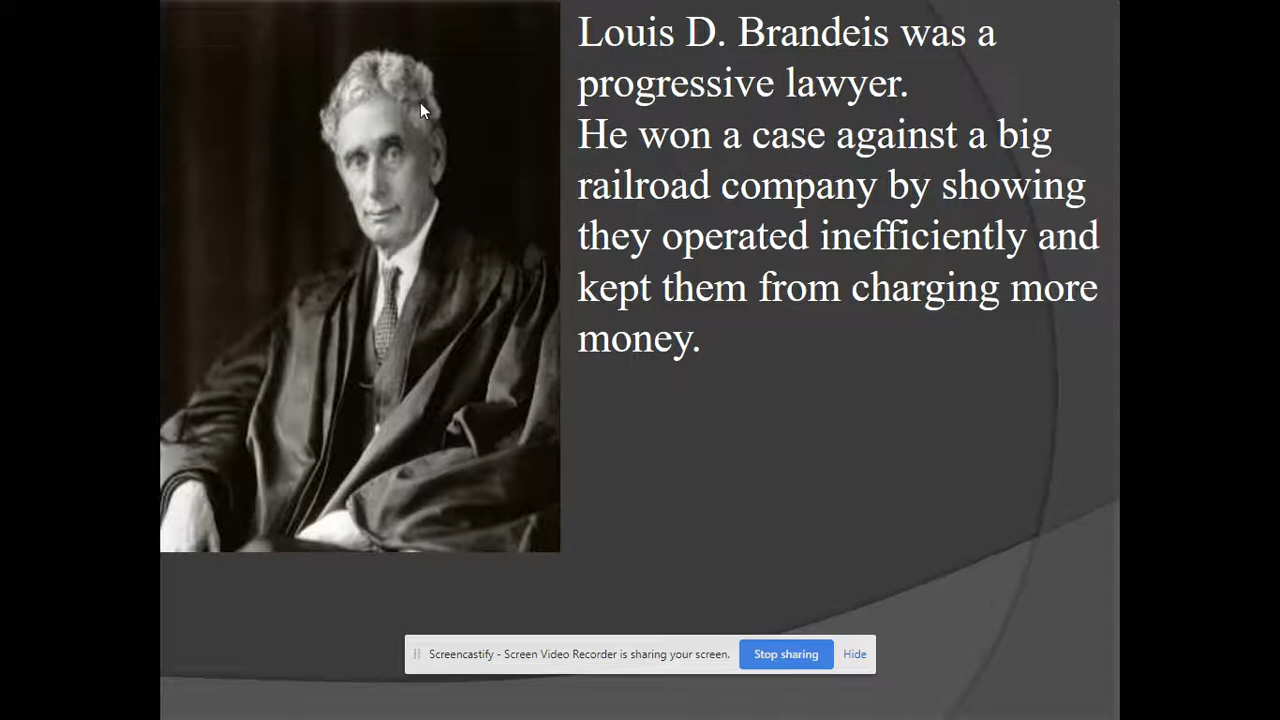 Louis D. Brandeis was a
progressive lawyer.
He won a case against a big
railroad company by showing
they operated inefficiently and
kept them from charging more
money.
Screencastify - Screen Video Recorder is sharing your screen. Stop sharing Hide